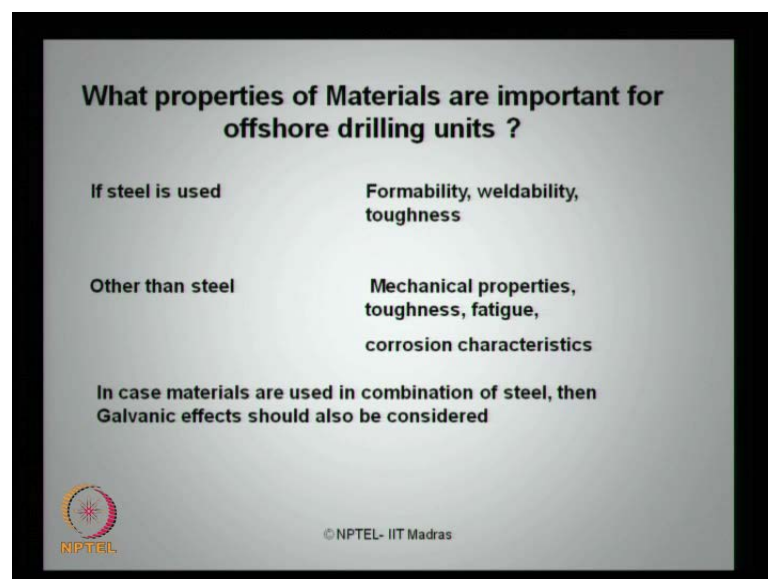 What properties of Materials are important for
offshore drilling units ?
If steel is used
Formability, weldability,
toughness
Other than steel
Mechanical properties,
toughness, fatigue,
corrosion characteristics
In case materials are used in combination of steel, then
Galvanic effects should also be considered
NPTEL
©NPTEL- IIT Madras